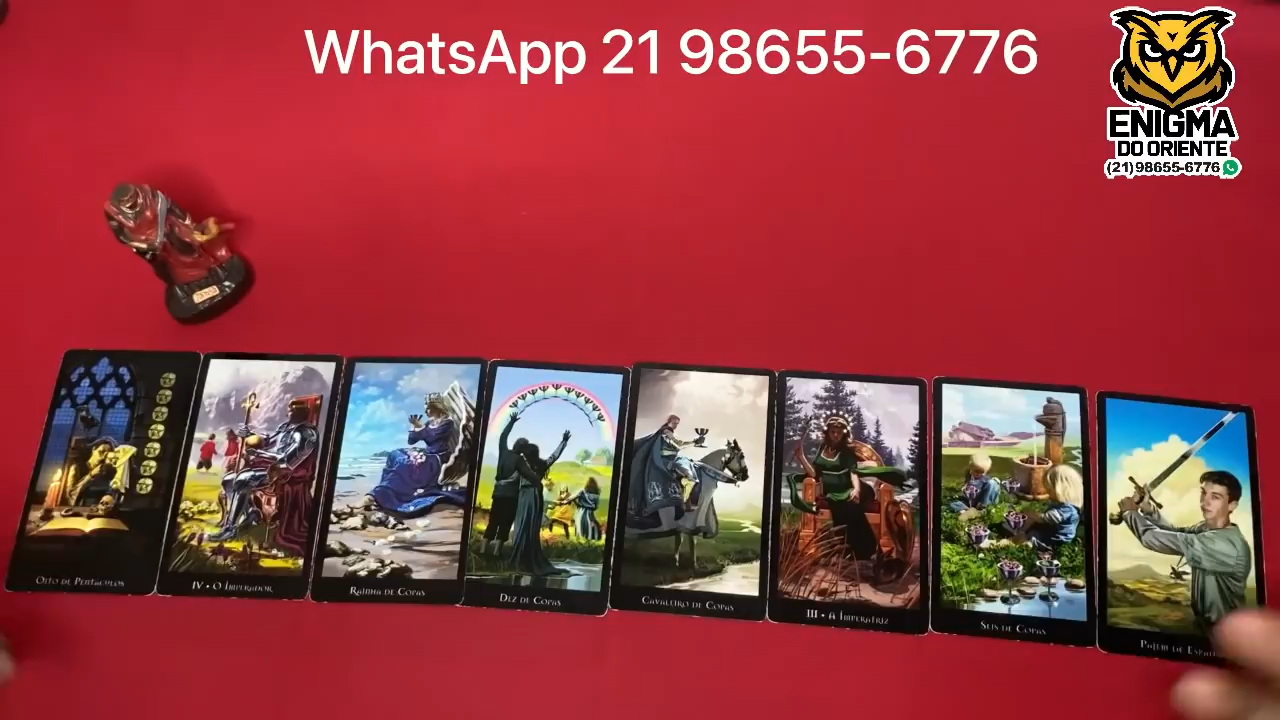 WhatsApp 21 98655-6776
ENIGMA
DO ORIENTE
(21)98655-6776
Oito de Pentáculos
IV • O Imperador
Rainha de Copas
Dez de Copas
Cavaleiro de Copas
III • A Imperatriz
Seis de Copas
Pajem de